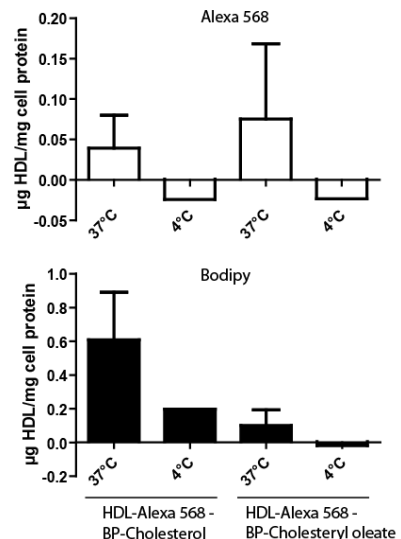 Alexa 568
µg HDL/mg cell protein
0.20
0.15
0.10
0.05
0.00
-0.05
37°C
4°C
37°C
4°C
Bodipy
µg HDL/mg cell protein
1.0
0.8
0.6
0.4
0.2
0.0
-0.2
37°C
4°C
37°C
4°C
HDL-Alexa 568 -
BP-Cholesterol
HDL-Alexa 568 -
BP-Cholesteryl oleate